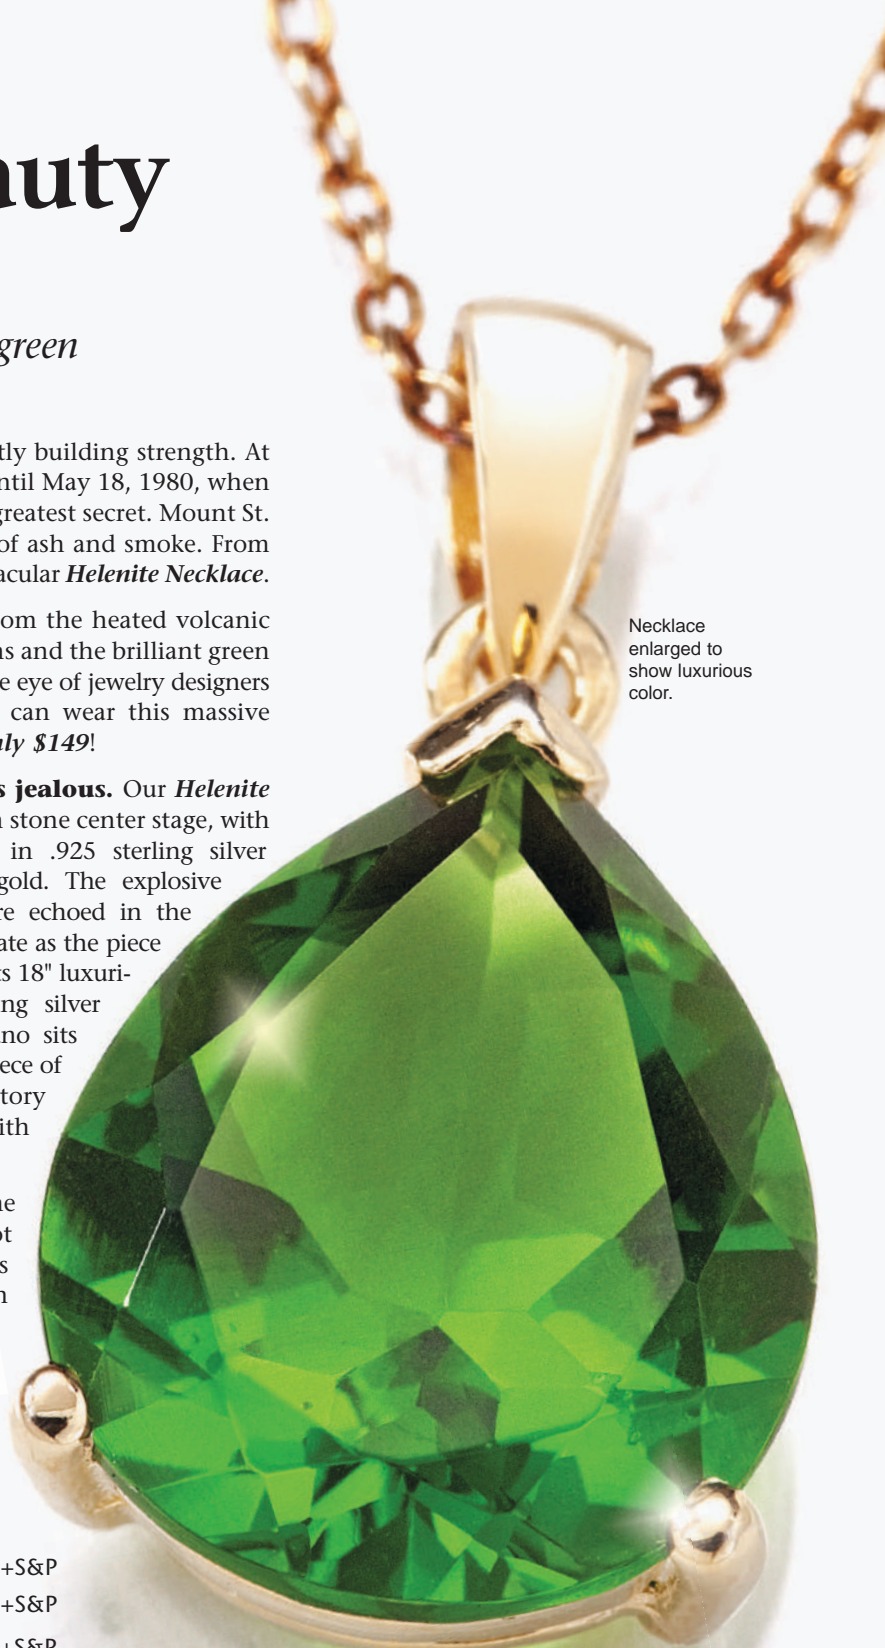 auty
green
tly building strength. At
ntil May 18, 1980, when
greatest secret. Mount St.
of ash and smoke. From
acular Helenite Necklace.
om the heated volcanic
ns and the brilliant green
e eye of jewelry designers
can wear this massive
nly $149!
s jealous. Our Helenite
n stone center stage, with
in .925 sterling silver
gold. The explosive
re echoed in the
ate as the piece
ts 18" luxuri-
ng silver
no sits
ece of
tory
ith
ne
ot
s
n
Necklace
enlarged to
show luxurious
color.
+S&P
+S&P
+S&P